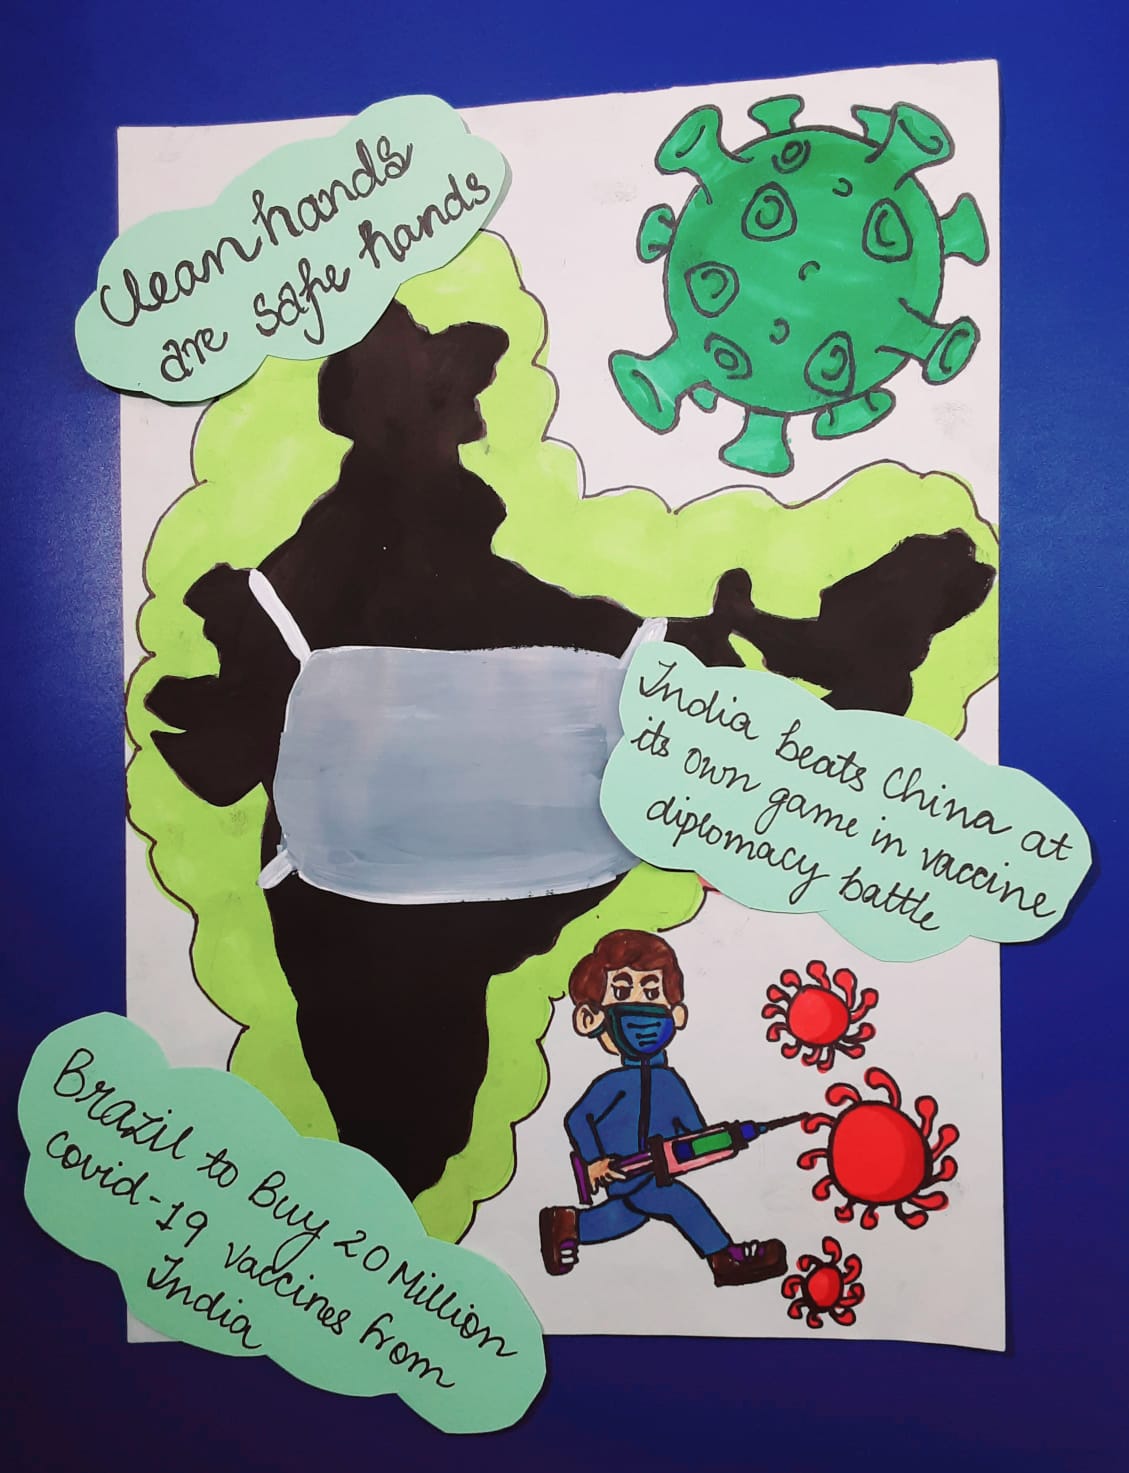 Clean hands
are safe hands
India beats China at
its own game in vaccine
diplomacy battle
Brazil to Buy 20 Million
covid-19 vaccines from
India